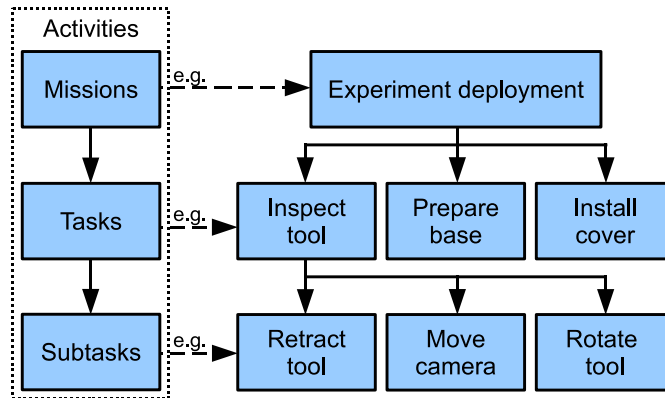 Activities
Missions
e.g.
Experiment deployment
Tasks
e.g.
Inspect
tool
Prepare
base
Install
cover
Subtasks
e.g.
Retract
tool
Move
camera
Rotate
tool